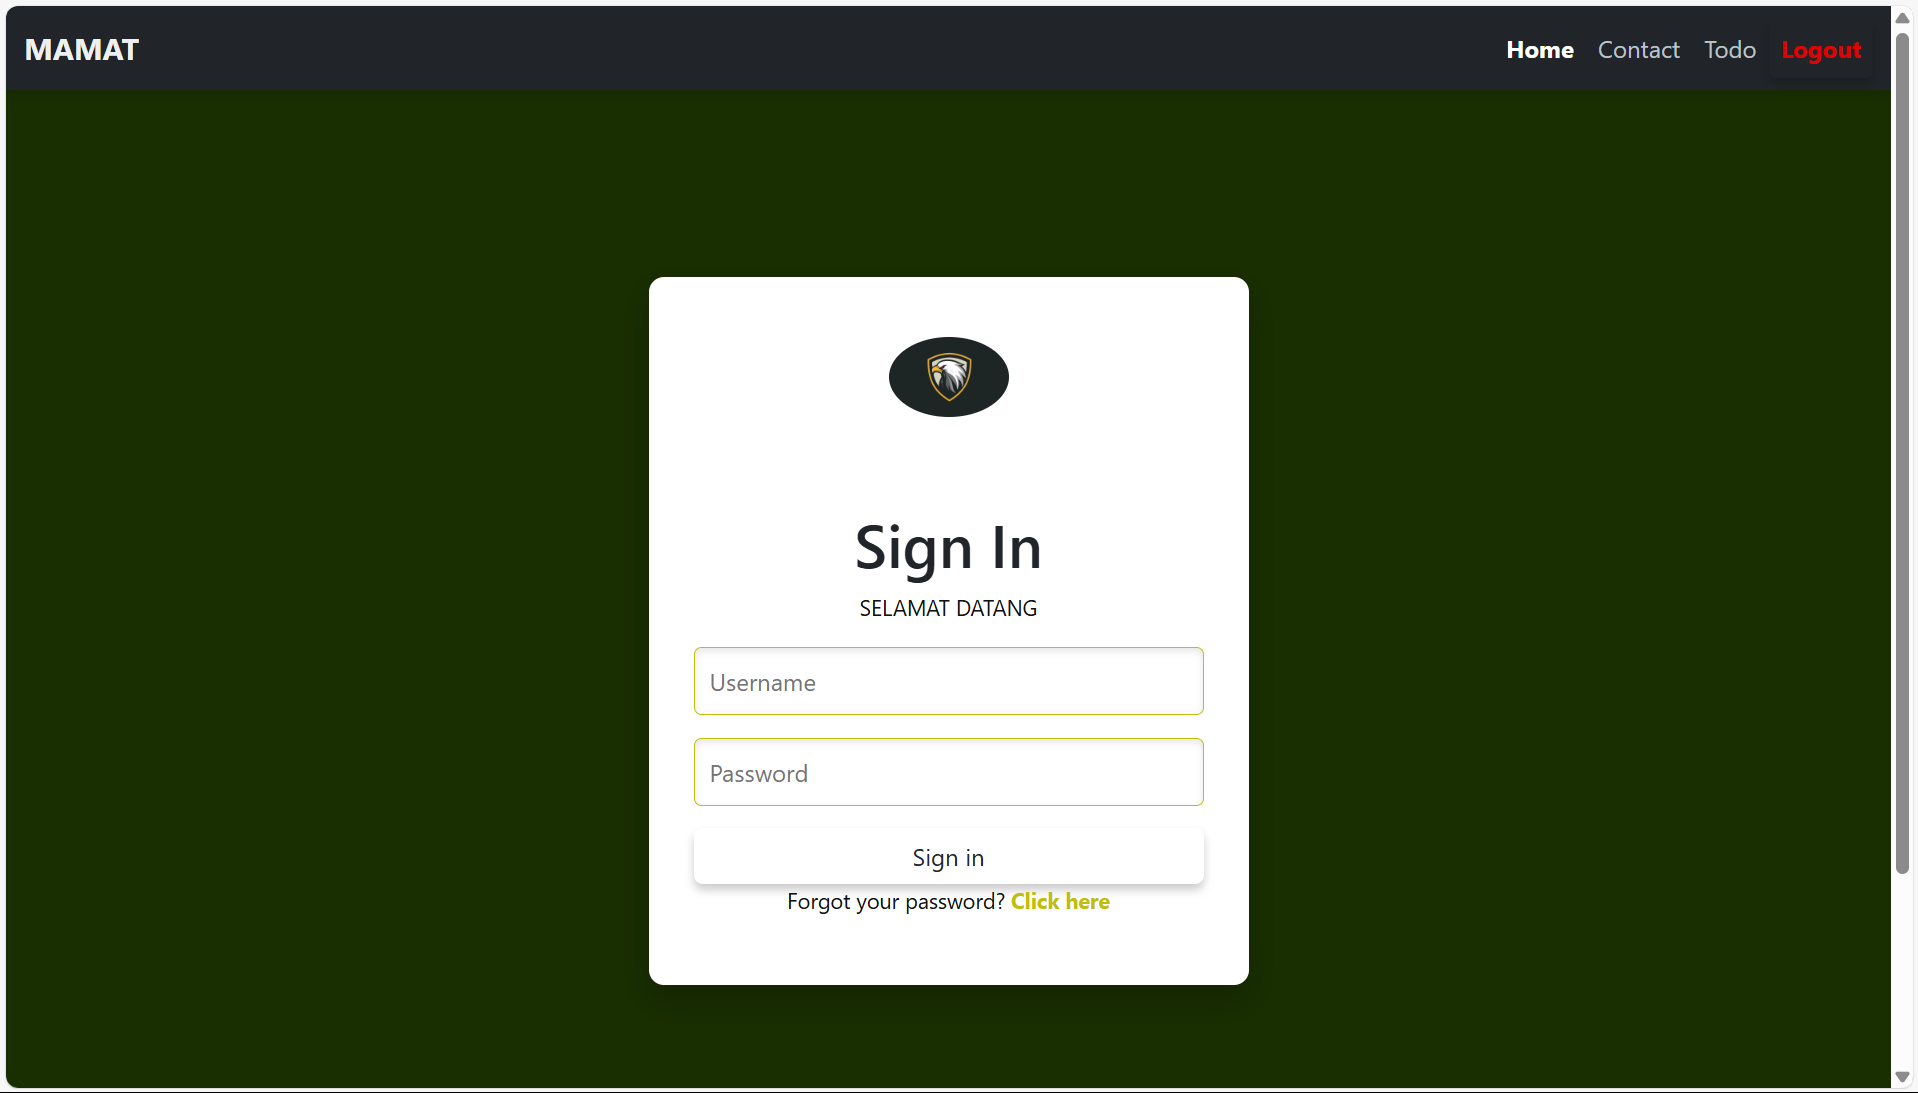 MAMAT
Home Contact Todo Logout
Sign In
SELAMAT DATANG
Username
Password
Sign in
Forgot your password? Click here